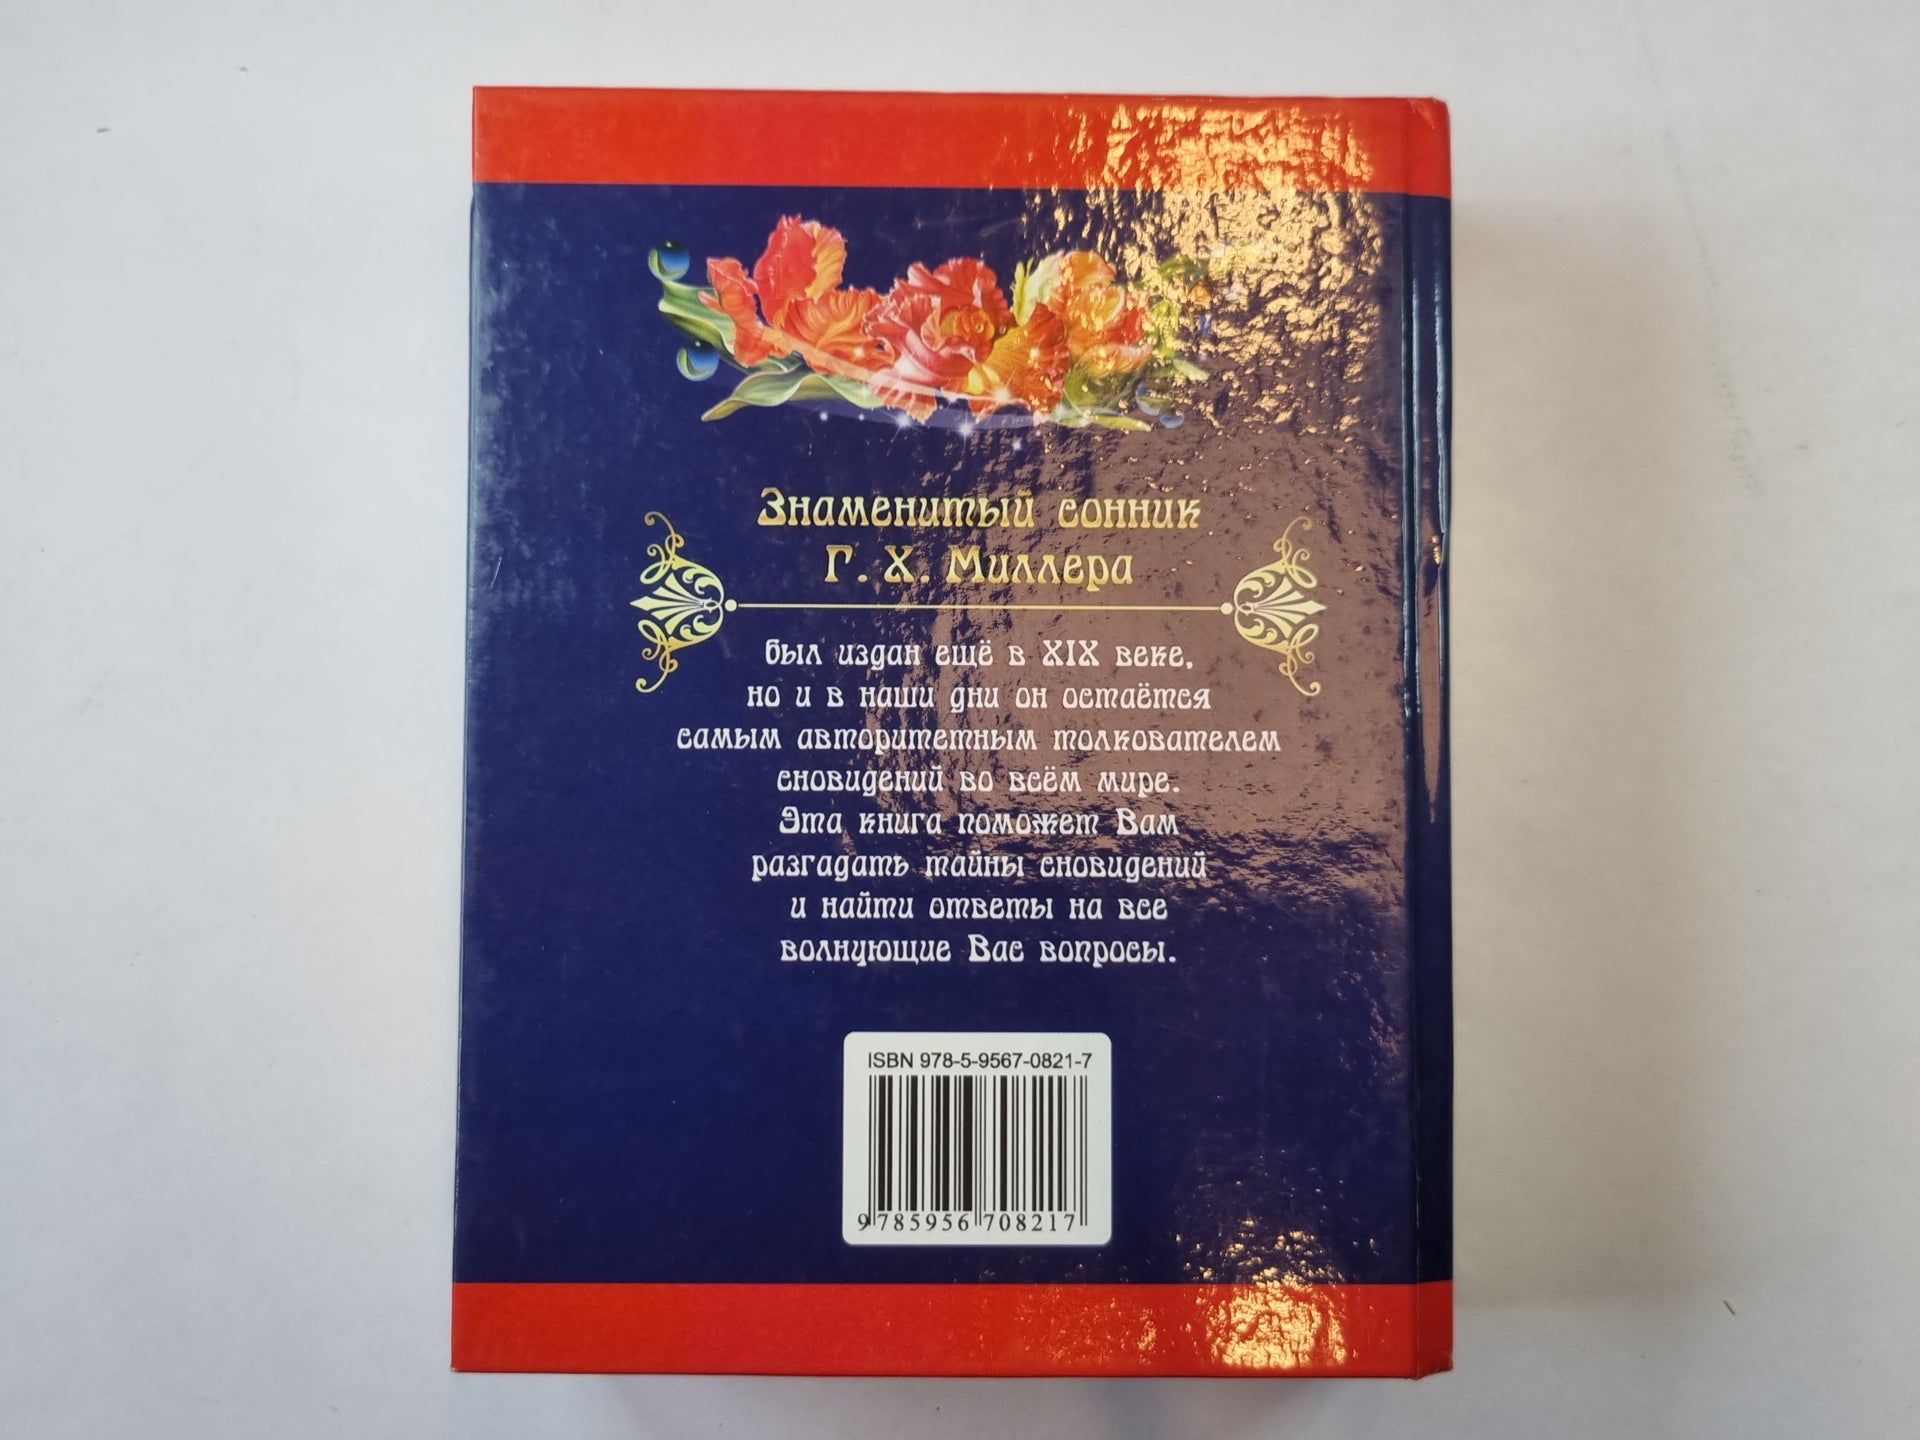 Знаменитый сонник
Г. Х. Миллера
был издан ещё в XIX веке,
но и в наши дни он остаётся
самым авторитетным толкователем
сновидений во всём мире.
Эта книга поможет Вам
разгадать тайны сновидений
и найти ответы на все
волнующие Вас вопросы.
ISBN 978-5-9567-0821-7
9 785956 708217